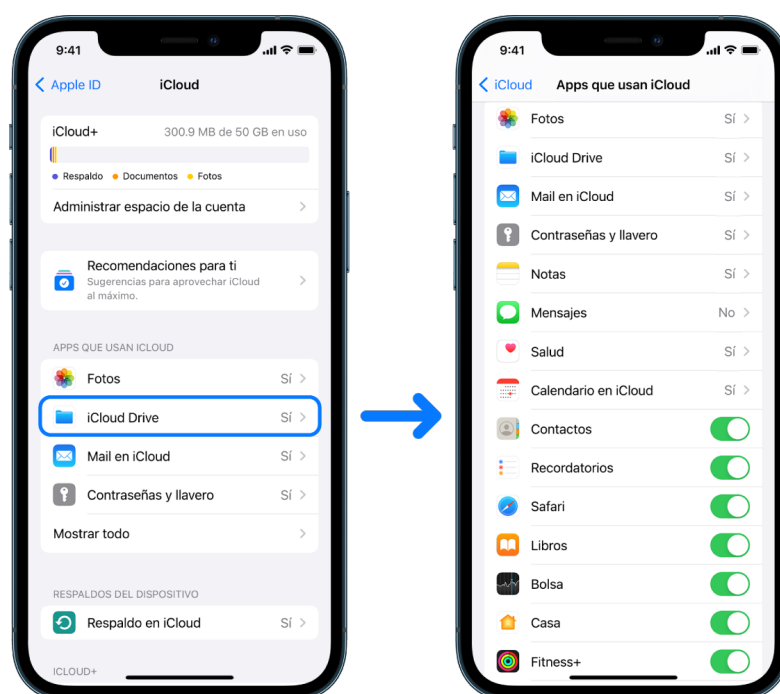 9:41
Apple ID
iCloud
iCloud+ 300.9 MB de 50 GB en uso
Respaldo Documentos Fotos
Administrar espacio de la cuenta
Recomendaciones para ti
Sugerencias para aprovechar iCloud
al máximo.
APPS QUE USAN ICLOUD
Fotos Sí
iCloud Drive Sí
Mail en iCloud Sí
Contraseñas y llavero Sí
Mostrar todo
RESPALDOS DEL DISPOSITIVO
Respaldo en iCloud Sí
ICLOUD+
9:41
iCloud
Apps que usan iCloud
Fotos Sí
iCloud Drive Sí
Mail en iCloud Sí
Contraseñas y llavero Sí
Notas Sí
Mensajes No
Salud Sí
Calendario en iCloud Sí
Contactos
Recordatorios
Safari
Libros
Bolsa
Casa
Fitness+